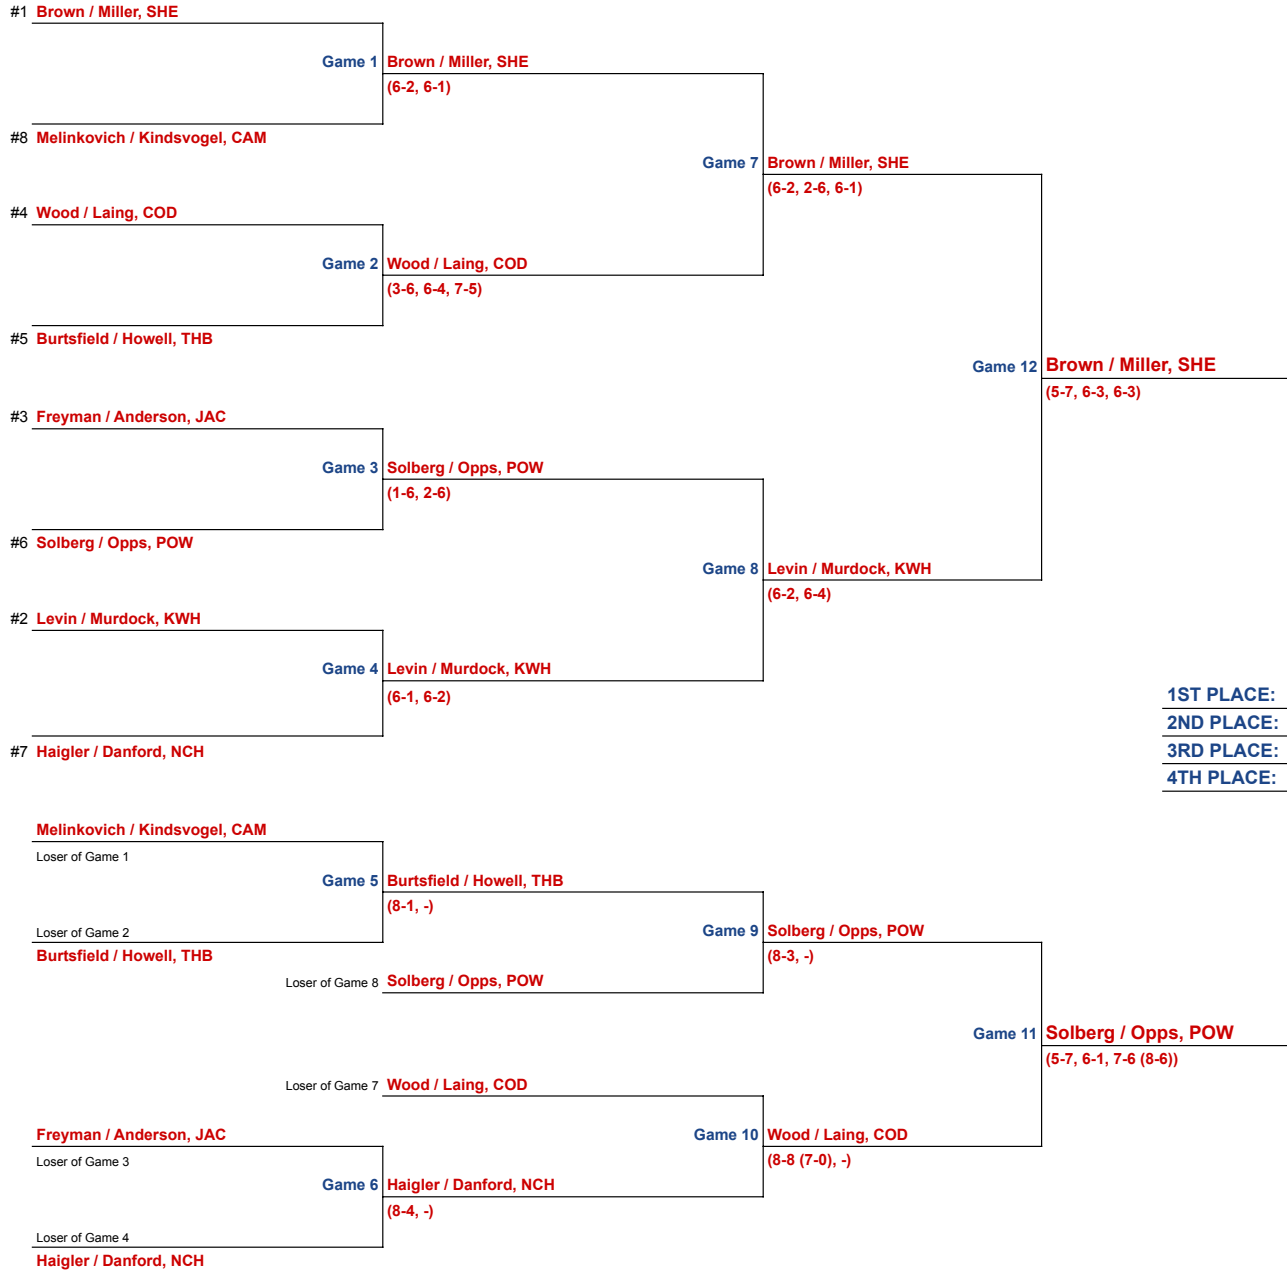 #1 Brown / Miller, SHE
Game 1 Brown / Miller, SHE
(6-2, 6-1)
#8 Melinkovich / Kindsvogel, CAM
Game 7 Brown / Miller, SHE
(6-2, 2-6, 6-1)
#4 Wood / Laing, COD
Game 2 Wood / Laing, COD
(3-6, 6-4, 7-5)
#5 Burtsfield / Howell, THB
Game 12 Brown / Miller, SHE
(5-7, 6-3, 6-3)
#3 Freyman / Anderson, JAC
Game 3 Solberg / Opps, POW
(1-6, 2-6)
#6 Solberg / Opps, POW
Game 8 Levin / Murdock, KWH
(6-2, 6-4)
#2 Levin / Murdock, KWH
Game 4 Levin / Murdock, KWH
(6-1, 6-2)
#7 Haigler / Danford, NCH
1ST PLACE:
2ND PLACE:
3RD PLACE:
4TH PLACE:
Melinkovich / Kindsvogel, CAM
Loser of Game 1
Game 5 Burtsfield / Howell, THB
(8-1, -)
Loser of Game 2
Burtsfield / Howell, THB
Game 9 Solberg / Opps, POW
(8-3, -)
Loser of Game 8 Solberg / Opps, POW
Game 11 Solberg / Opps, POW
(5-7, 6-1, 7-6 (8-6))
Loser of Game 7 Wood / Laing, COD
Freyman / Anderson, JAC
Loser of Game 3
Game 10 Wood / Laing, COD
(8-8 (7-0), -)
Game 6 Haigler / Danford, NCH
(8-4, -)
Loser of Game 4
Haigler / Danford, NCH